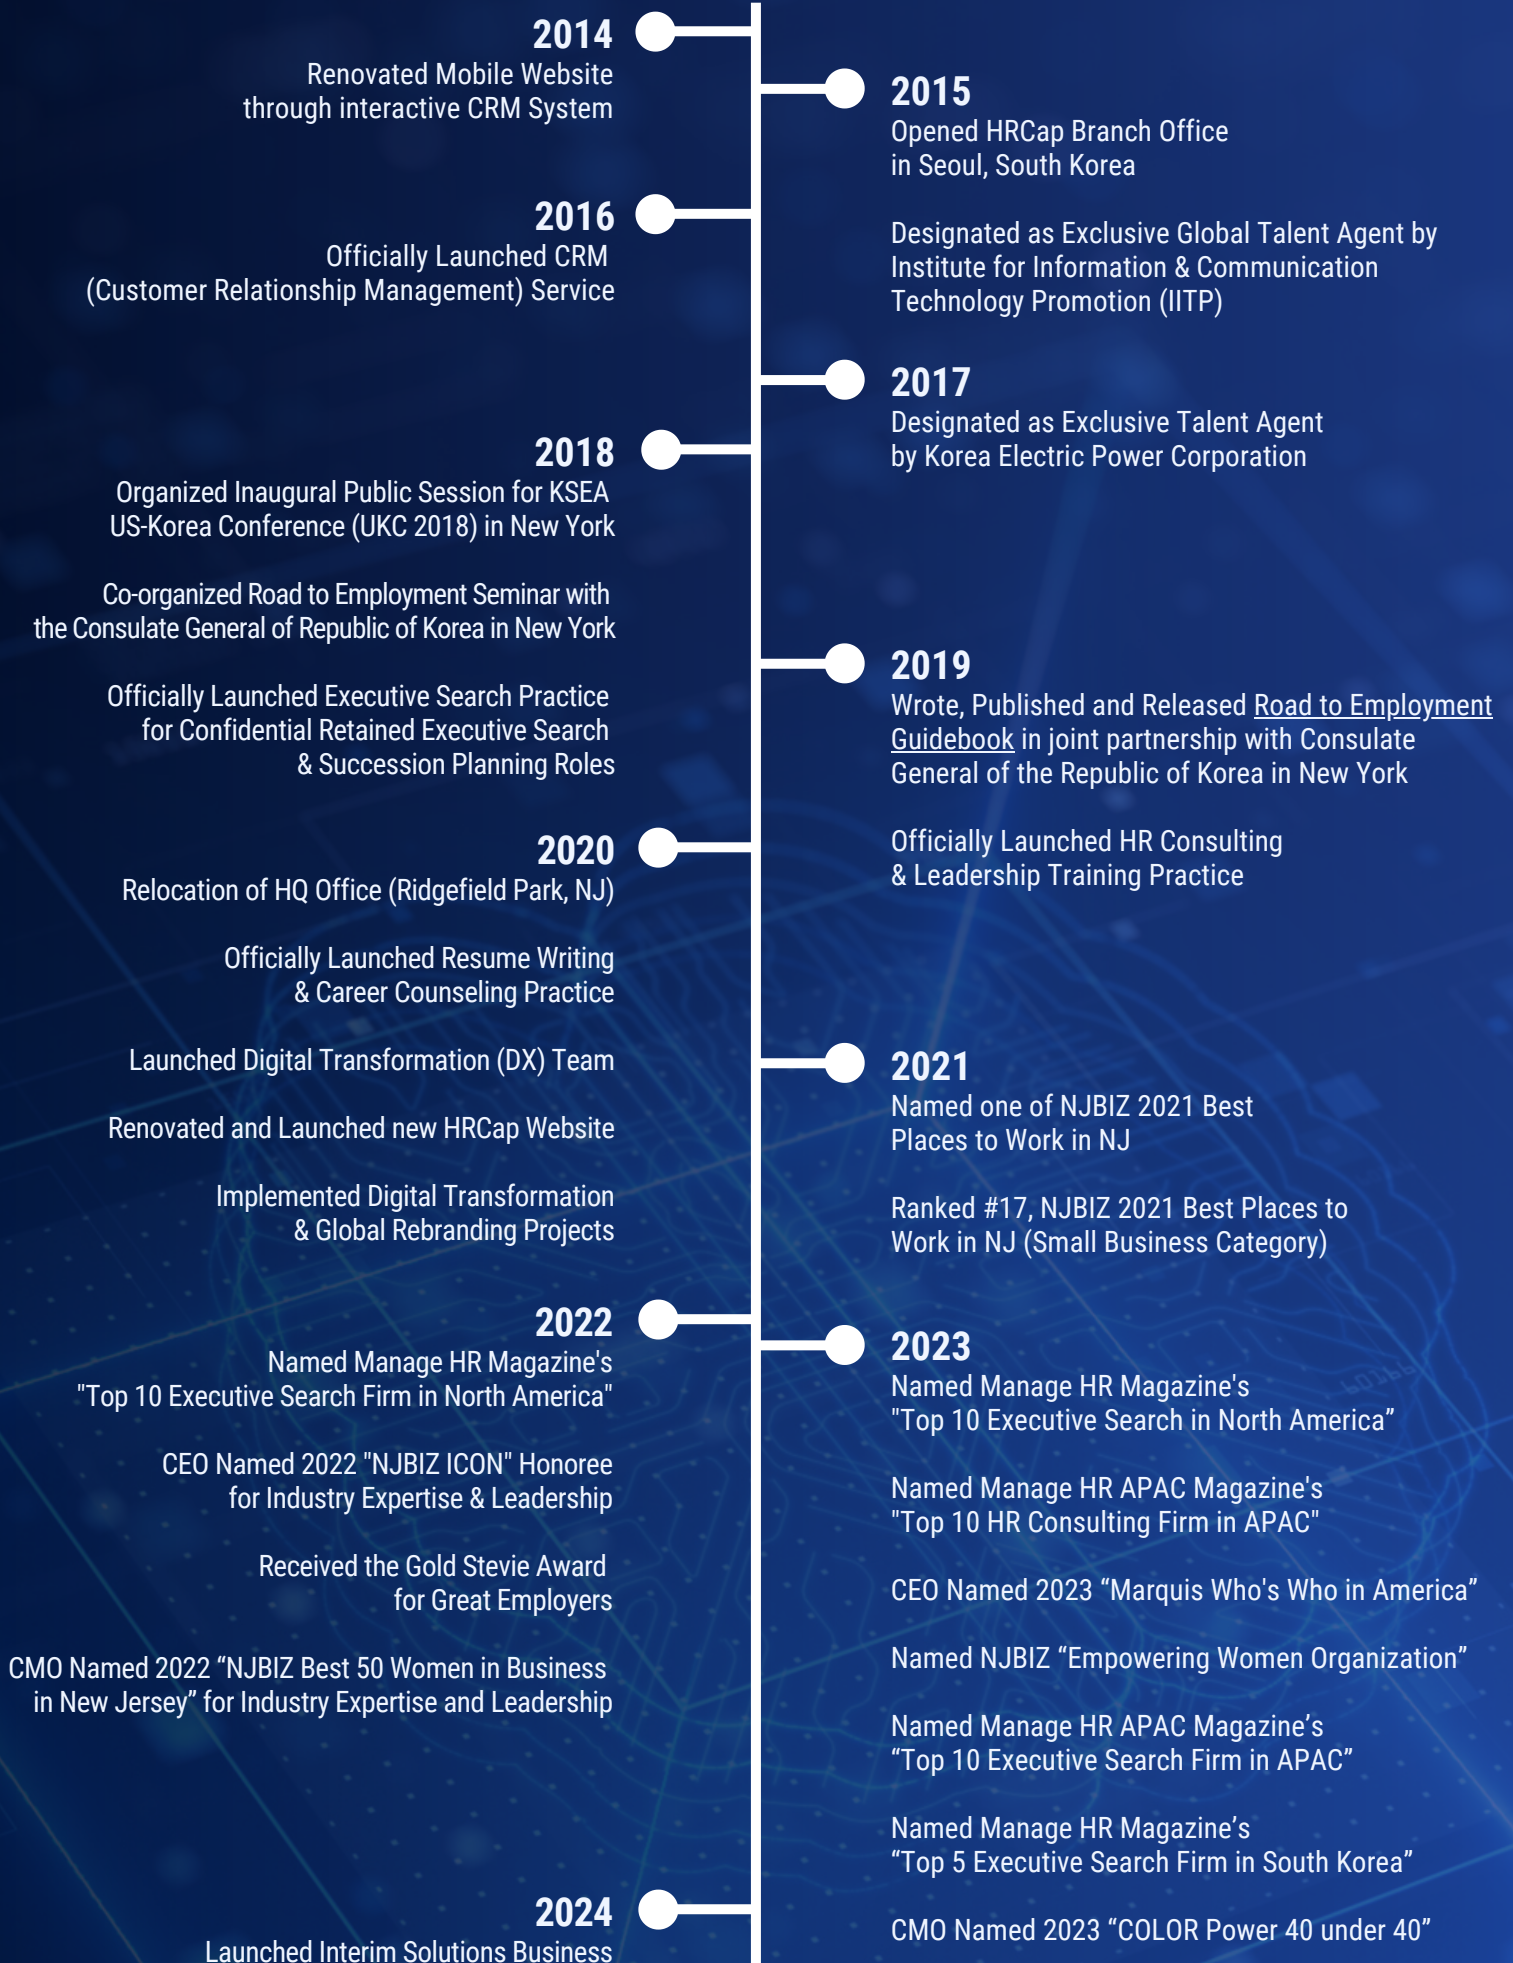 2014
Renovated Mobile Website
through interactive CRM System
2015
Opened HRCap Branch Office
in Seoul, South Korea
Designated as Exclusive Global Talent Agent by
Institute for Information & Communication
Technology Promotion (IITP)
2016
Officially Launched CRM
(Customer Relationship Management) Service
2017
Designated as Exclusive Talent Agent
by Korea Electric Power Corporation
2018
Organized Inaugural Public Session for KSEA
US-Korea Conference (UKC 2018) in New York
Co-organized Road to Employment Seminar with
the Consulate General of Republic of Korea in New York
Officially Launched Executive Search Practice
for Confidential Retained Executive Search
& Succession Planning Roles
2019
Wrote, Published and Released Road to Employment
Guidebook in joint partnership with Consulate
General of the Republic of Korea in New York
Officially Launched HR Consulting
& Leadership Training Practice
2020
Relocation of HQ Office (Ridgefield Park, NJ)
Officially Launched Resume Writing
& Career Counseling Practice
Launched Digital Transformation (DX) Team
Renovated and Launched new HRCap Website
Implemented Digital Transformation
& Global Rebranding Projects
2021
Named one of NJBIZ 2021 Best
Places to Work in NJ
Ranked #17, NJBIZ 2021 Best Places to
Work in NJ (Small Business Category)
2022
Named Manage HR Magazine's
"Top 10 Executive Search Firm in North America"
CEO Named 2022 "NJBIZ ICON" Honoree
for Industry Expertise & Leadership
Received the Gold Stevie Award
for Great Employers
CMO Named 2022 “NJBIZ Best 50 Women in Business
in New Jersey” for Industry Expertise and Leadership
2023
Named Manage HR Magazine's
"Top 10 Executive Search in North America”
Named Manage HR APAC Magazine's
"Top 10 HR Consulting Firm in APAC"
CEO Named 2023 “Marquis Who's Who in America”
Named NJBIZ “Empowering Women Organization”
Named Manage HR APAC Magazine’s
“Top 10 Executive Search Firm in APAC”
Named Manage HR Magazine’s
“Top 5 Executive Search Firm in South Korea”
CMO Named 2023 “COLOR Power 40 under 40”
2024
Launched Interim Solutions Business